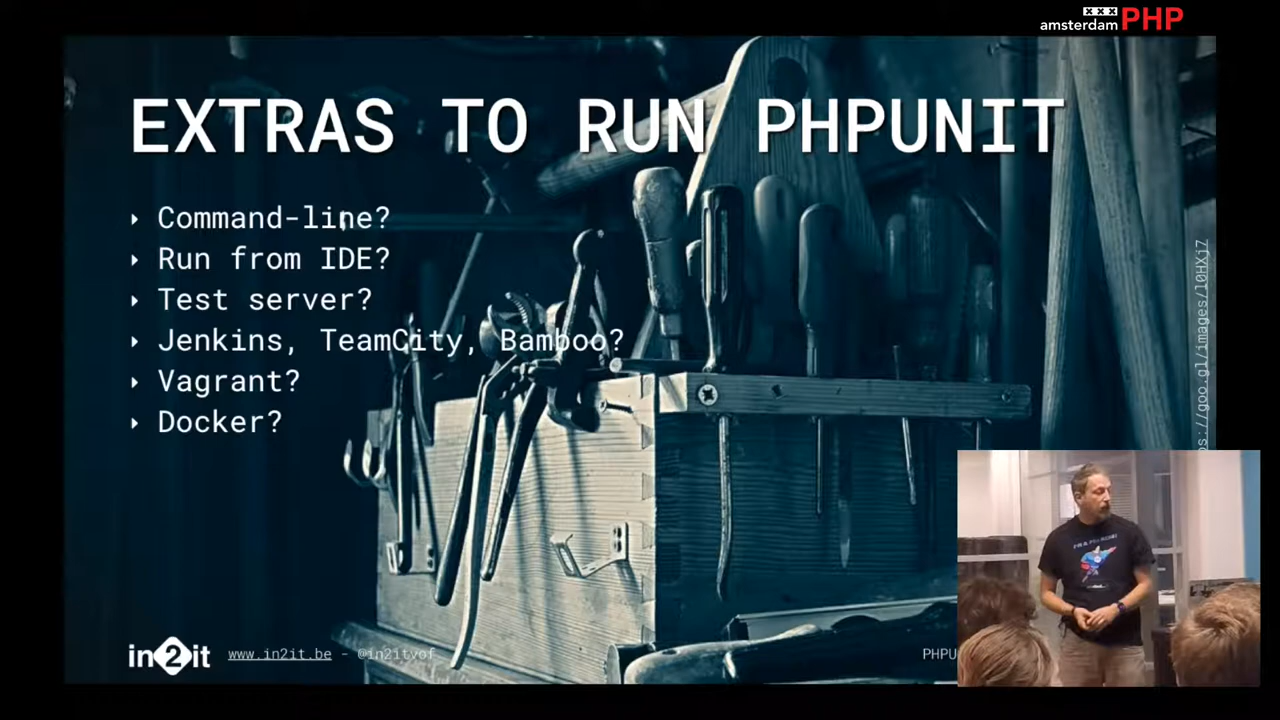 xxx
amsterdamPHP
EXTRAS TO RUN PHPUNIT
‣ Command-line?
‣ Run from IDE?
‣ Test server?
‣ Jenkins, TeamCity, Bamboo?
‣ Vagrant?
‣ Docker?
in2it
www.in2it.be - @in2itvof